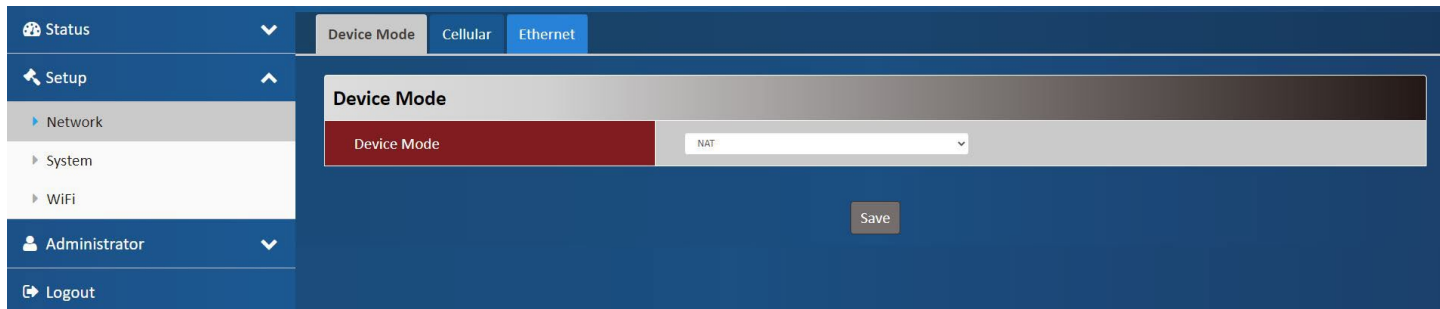 Status
Setup
Network
System
WiFi
Administrator
Logout
Device Mode Cellular Ethernet
Device Mode
Device Mode NAT
Save